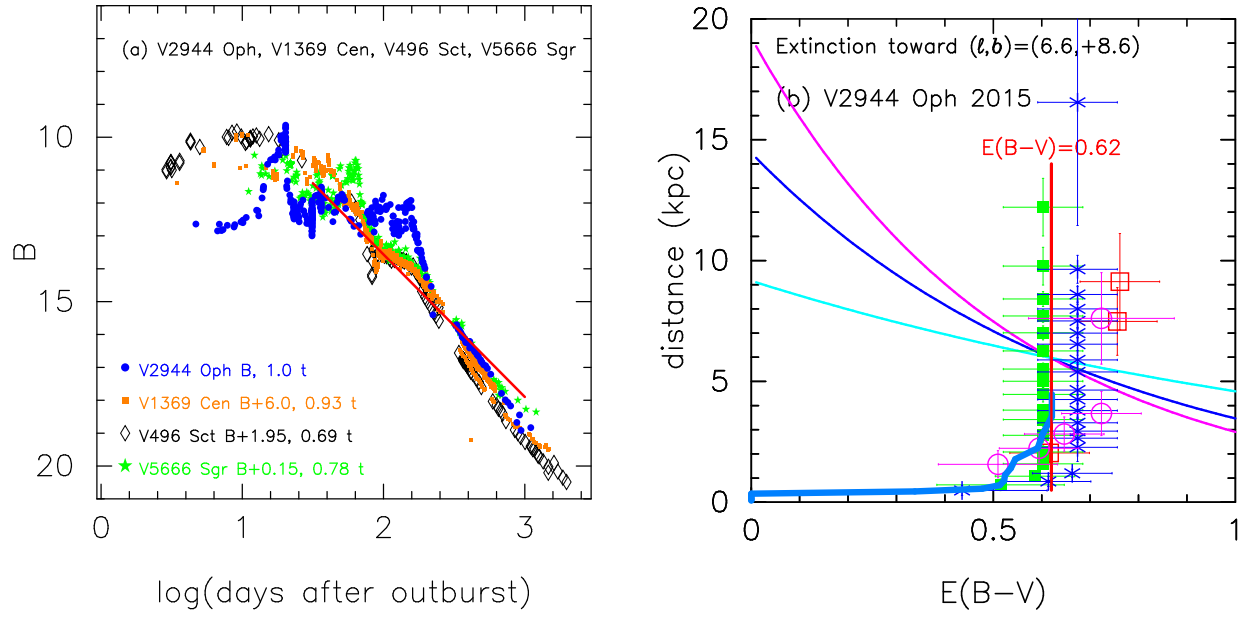 (a) V2944 Oph, V1369 Cen, V496 Sct, V5666 Sgr
B
10
15
20
V2944 Oph B, 1.0 t
V1369 Cen B+6.0, 0.93 t
V496 Sct B+1.95, 0.69 t
V5666 Sgr B+0.15, 0.78 t
0
1
2
3
log(days after outburst)
Extinction toward (l,b)=(6.6,+8.6)
(b) V2944 Oph 2015
E(B−V)=0.62
distance (kpc)
20
15
10
5
0
0
0.5
1
E(B−V)